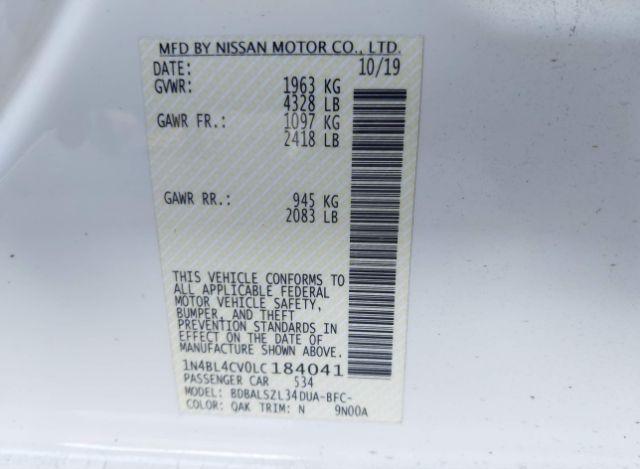 MFD BY NISSAN MOTOR CO., LTD.
DATE: 10/19
GVWR: 1963 KG
4328 LB
GAWR FR.: 1097 KG
2418 LB
GAWR RR.: 945 KG
2083 LB
THIS VEHICLE CONFORMS TO
ALL APPLICABLE FEDERAL
MOTOR VEHICLE SAFETY,
BUMPER, AND THEFT
PREVENTION STANDARDS IN
EFFECT ON THE DATE OF
MANUFACTURE SHOWN ABOVE.
1N4BL4CV0LC184041
PASSENGER CAR 534
MODEL: BDBALSZL34DUA-BFC-
COLOR: QAK TRIM: N 9N00A